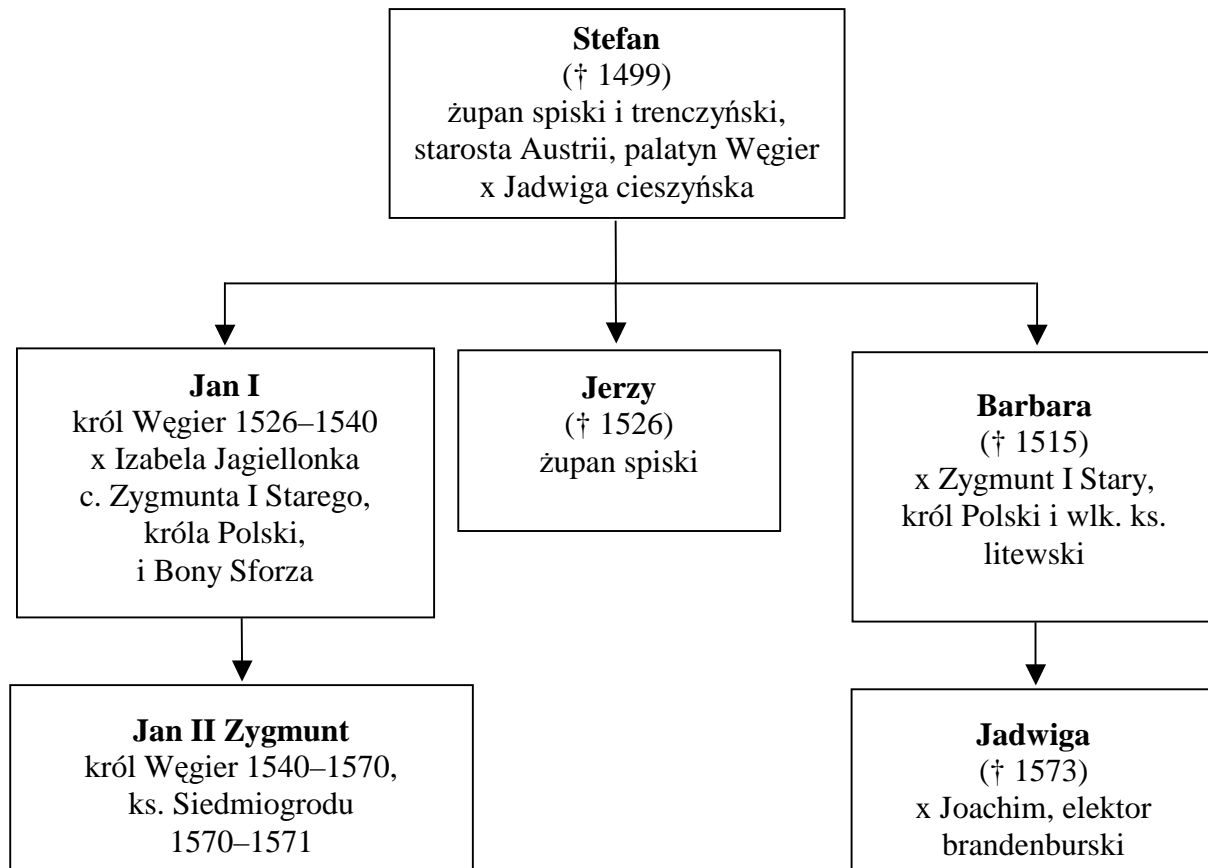 Stefan
(† 1499)
żupan spiski i trenczyński,
starosta Austrii, palatyn Węgier
x Jadwiga cieszyńska
Jan I
król Węgier 1526–1540
x Izabela Jagiellonka
c. Zygmunta I Starego,
króla Polski,
i Bony Sforza
Jerzy
(† 1526)
żupan spiski
Barbara
(† 1515)
x Zygmunt I Stary,
król Polski i wlk. ks.
litewski
Jan II Zygmunt
król Węgier 1540–1570,
ks. Siedmiogrodu
1570–1571
Jadwiga
(† 1573)
x Joachim, elektor
brandenburski